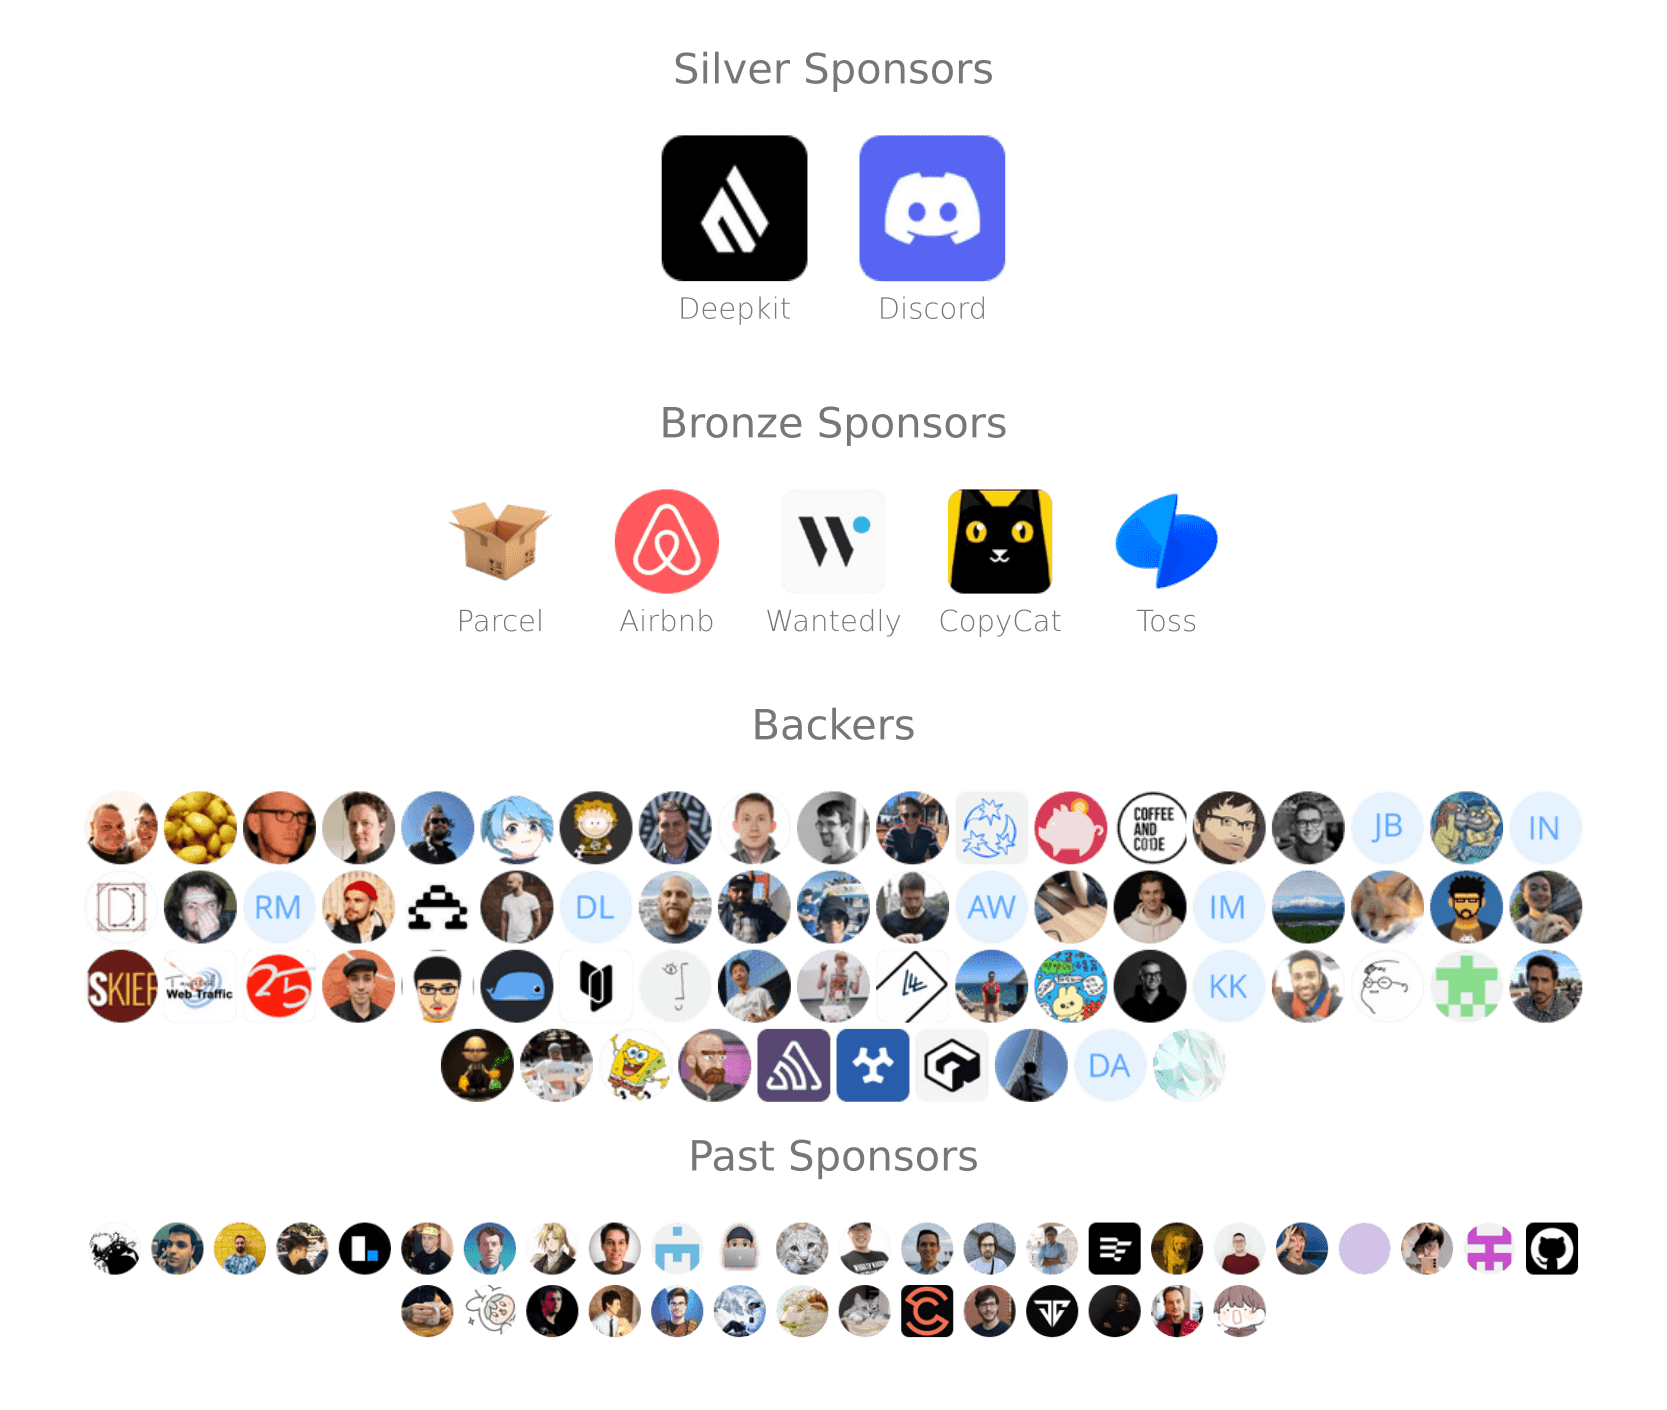 Silver Sponsors
Deepkit Discord
Bronze Sponsors
Parcel Airbnb Wantedly CopyCat Toss
Backers
COFFEE
AND
CODE
JB IN
RM DL AW IM
SKIEF
Web Traffic
25
KK
DA
Past Sponsors